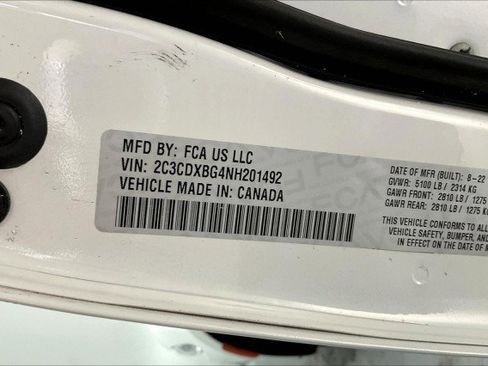 MFD BY: FCA US LLC
VIN: 2C3CDXBG4NH201492
VEHICLE MADE IN: CANADA
DATE OF MFR (BUILT): 8-22
GVWR: 5100 LB / 2314 KG
GAWR FRONT: 2810 LB / 1275
GAWR REAR: 2810 LB / 1275 KG
THIS VEHICLE CONFORMS TO ALL
VEHICLE SAFETY, BUMPER, AND
IN EFFECT ON THE DATE OF M